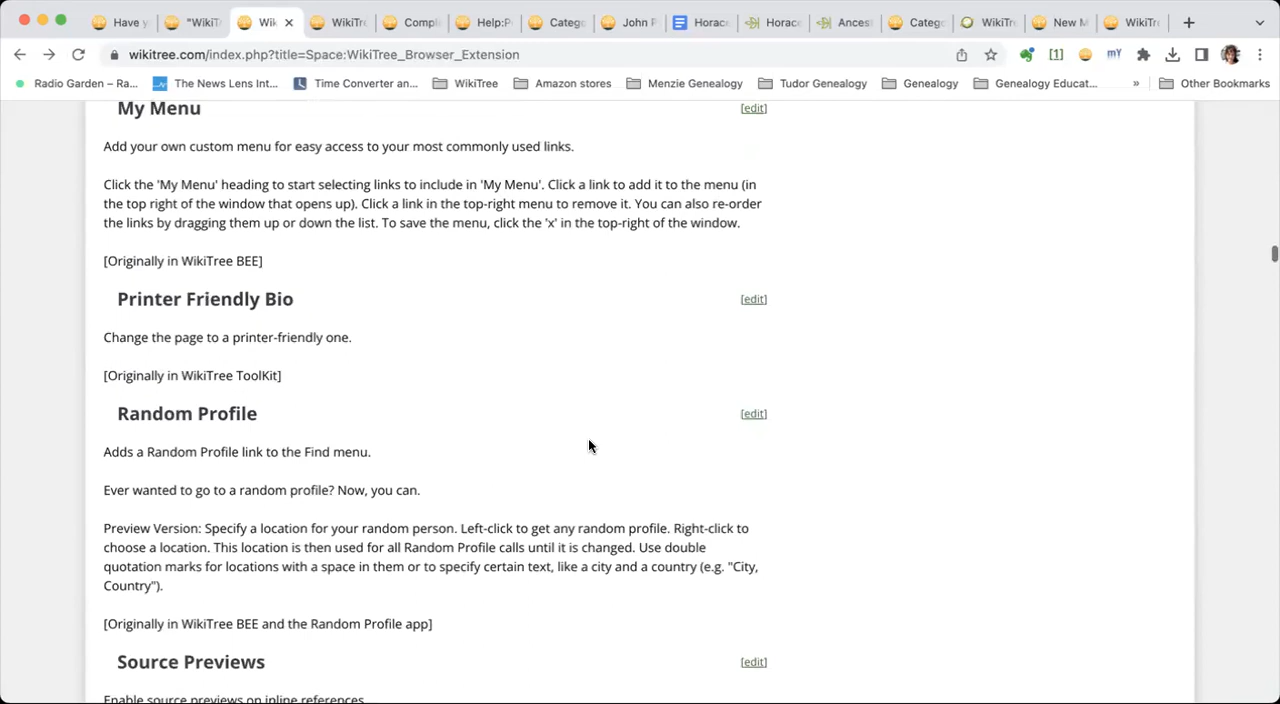 Have y
"WikiT
Wik
WikiTr
Compl
Help:P
Catego
John P
Horace
Horac
Ances
Catego
WikiTr
New M
WikiTr
wikitree.com/index.php?title=Space:WikiTree_Browser_Extension
[1]
mY
Radio Garden – Ra...
The News Lens Int...
Time Converter an...
WikiTree
Amazon stores
Menzie Genealogy
Tudor Genealogy
Genealogy
Genealogy Educat...
»
Other Bookmarks
My Menu [edit]
Add your own custom menu for easy access to your most commonly used links.
Click the 'My Menu' heading to start selecting links to include in 'My Menu'. Click a link to add it to the menu (in
the top right of the window that opens up). Click a link in the top-right menu to remove it. You can also re-order
the links by dragging them up or down the list. To save the menu, click the 'x' in the top-right of the window.
[Originally in WikiTree BEE]
Printer Friendly Bio [edit]
Change the page to a printer-friendly one.
[Originally in WikiTree ToolKit]
Random Profile [edit]
Adds a Random Profile link to the Find menu.
Ever wanted to go to a random profile? Now, you can.
Preview Version: Specify a location for your random person. Left-click to get any random profile. Right-click to
choose a location. This location is then used for all Random Profile calls until it is changed. Use double
quotation marks for locations with a space in them or to specify certain text, like a city and a country (e.g. "City,
Country").
[Originally in WikiTree BEE and the Random Profile app]
Source Previews [edit]
Enable source previews on inline references.